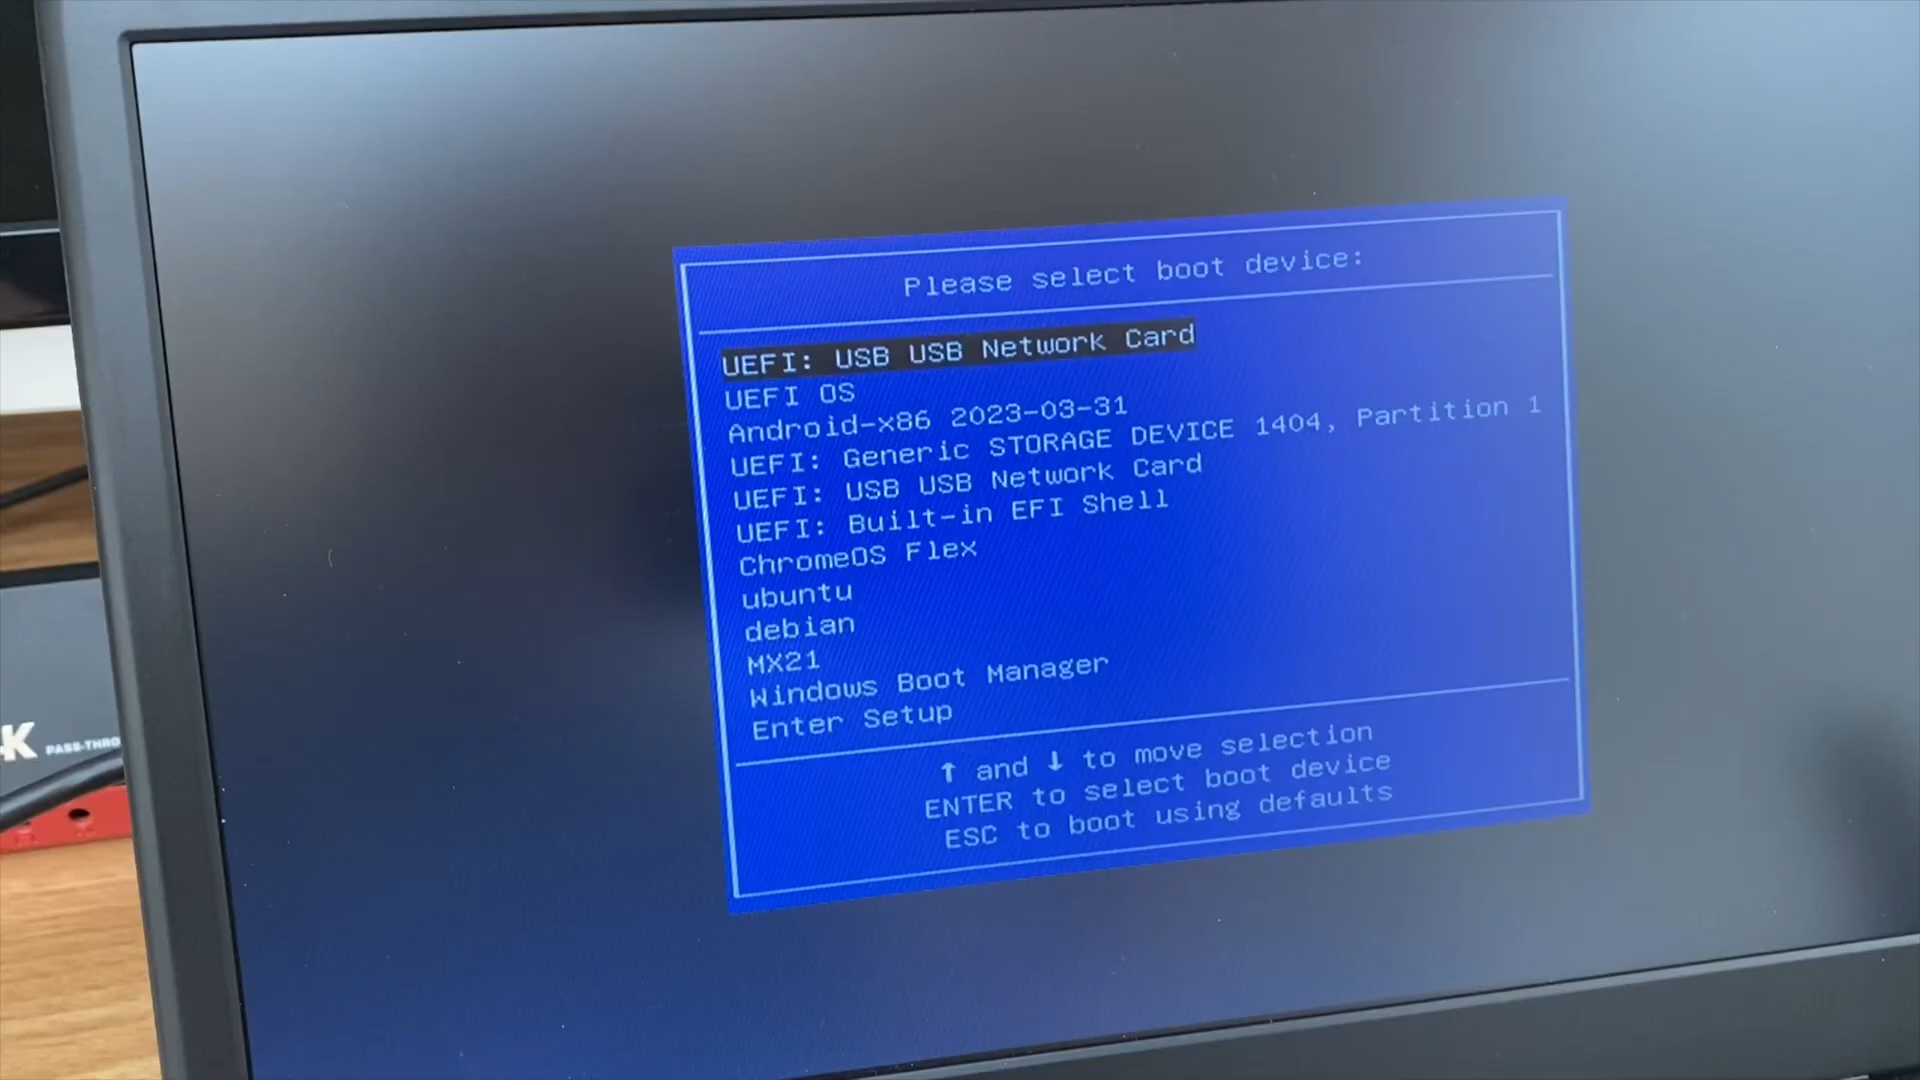 Please select boot device:
UEFI: USB USB Network Card
UEFI OS
Android-x86 2023-03-31
UEFI: Generic STORAGE DEVICE 1404, Partition 1
UEFI: USB USB Network Card
UEFI: Built-in EFI Shell
ChromeOS Flex
ubuntu
debian
MX21
Windows Boot Manager
Enter Setup
↑ and ↓ to move selection
ENTER to select boot device
ESC to boot using defaults
K PASS-THRO